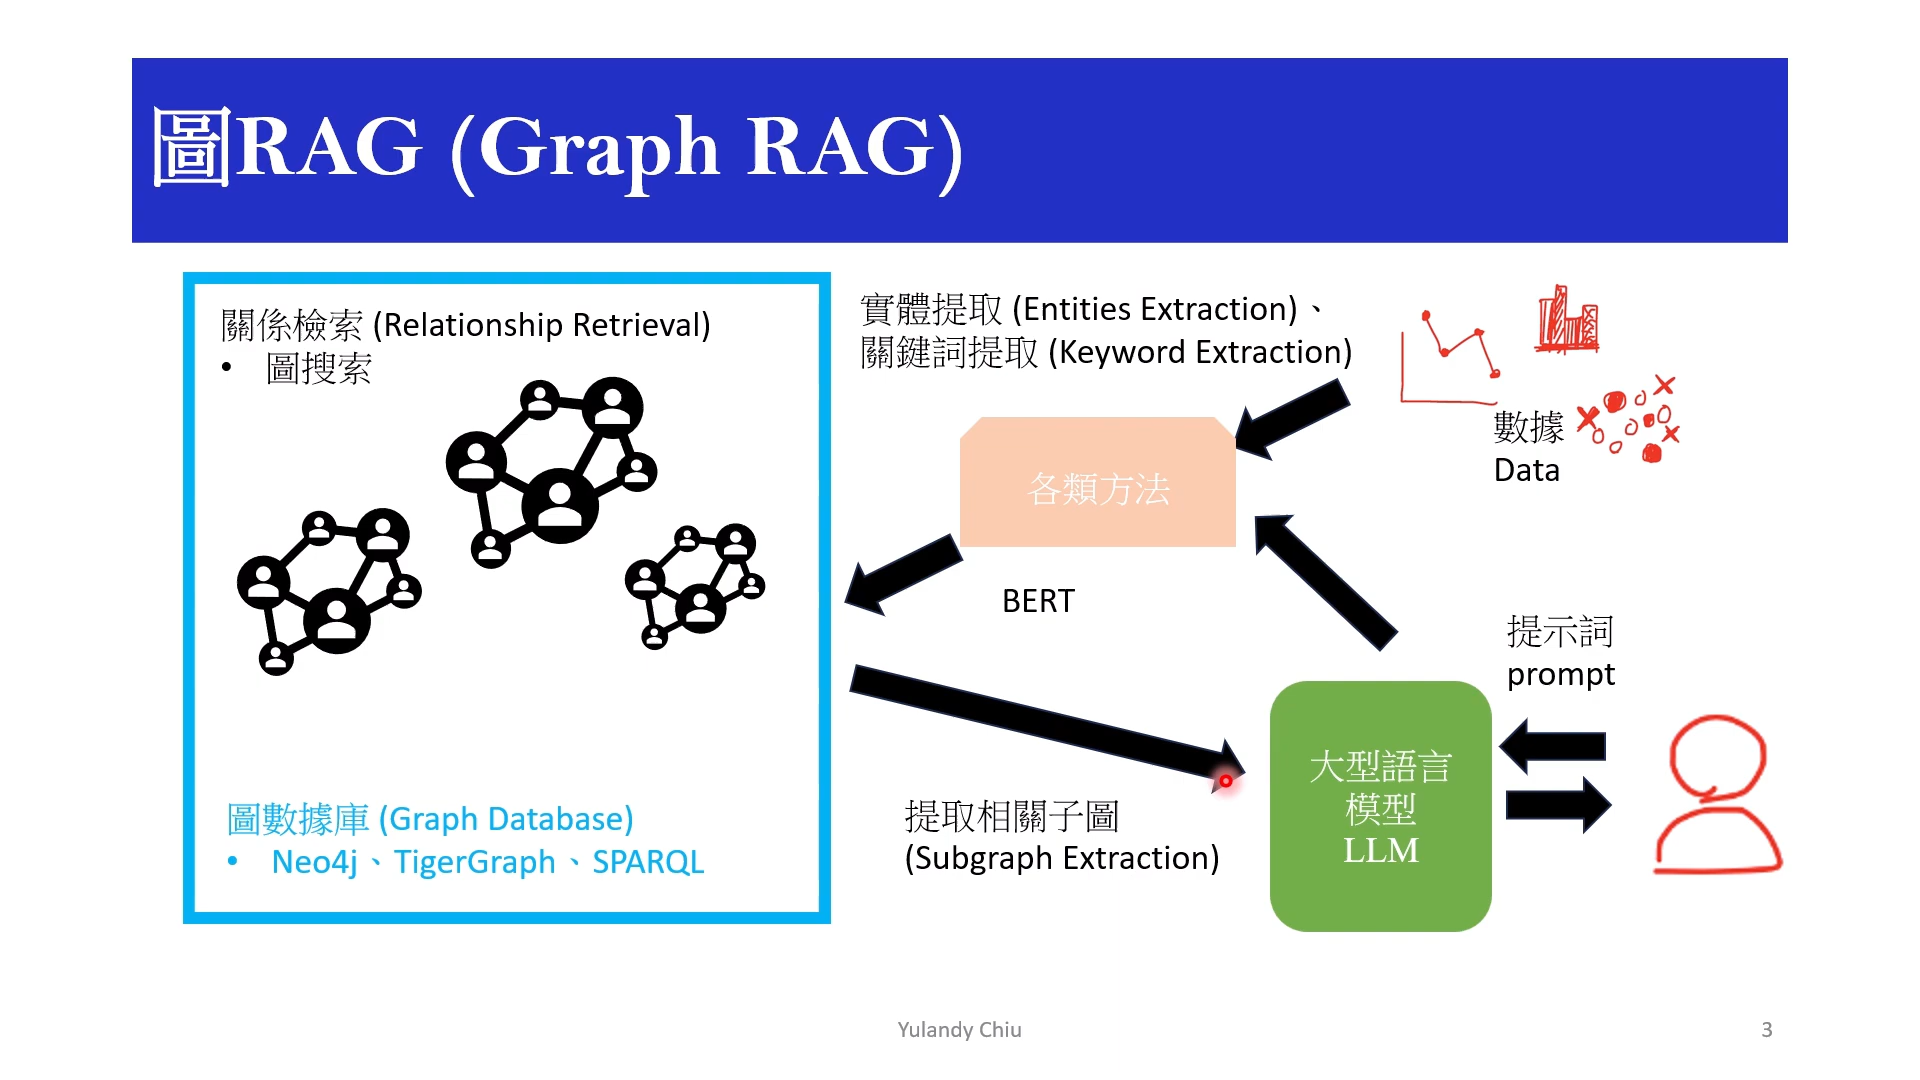 圖RAG (Graph RAG)
關係檢索 (Relationship Retrieval)
• 圖搜索
圖數據庫 (Graph Database)
• Neo4j、TigerGraph、SPARQL
實體提取 (Entities Extraction)、
關鍵詞提取 (Keyword Extraction)
各類方法
BERT
數據
Data
提取相關子圖
(Subgraph Extraction)
提示詞
prompt
大型語言
模型
LLM
Yulandy Chiu
3